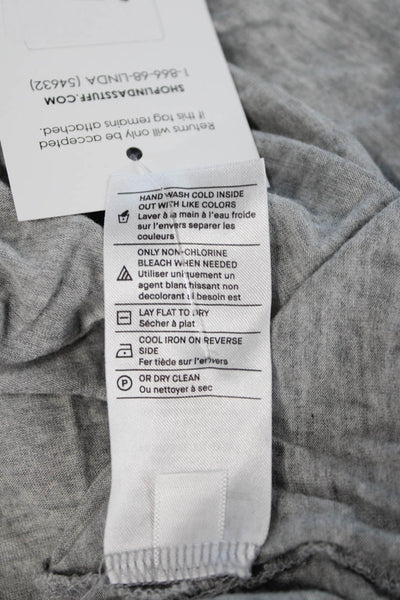 Returns will only be accepted
if this tag remains attached.
SHOPLINDASSTUFF.COM
1-866-68-LINDA (54632)
HAND WASH COLD INSIDE
OUT WITH LIKE COLORS
Laver à la main à l'eau froide
sur l'envers separer les
couleurs
ONLY NON-CHLORINE
BLEACH WHEN NEEDED
Utiliser uniquement un
agent blanchissant non
decolorant si besoin est
LAY FLAT TO DRY
Sécher à plat
COOL IRON ON REVERSE
SIDE
Fer tiède sur l'envers
P
OR DRY CLEAN
Ou nettoyer à sec